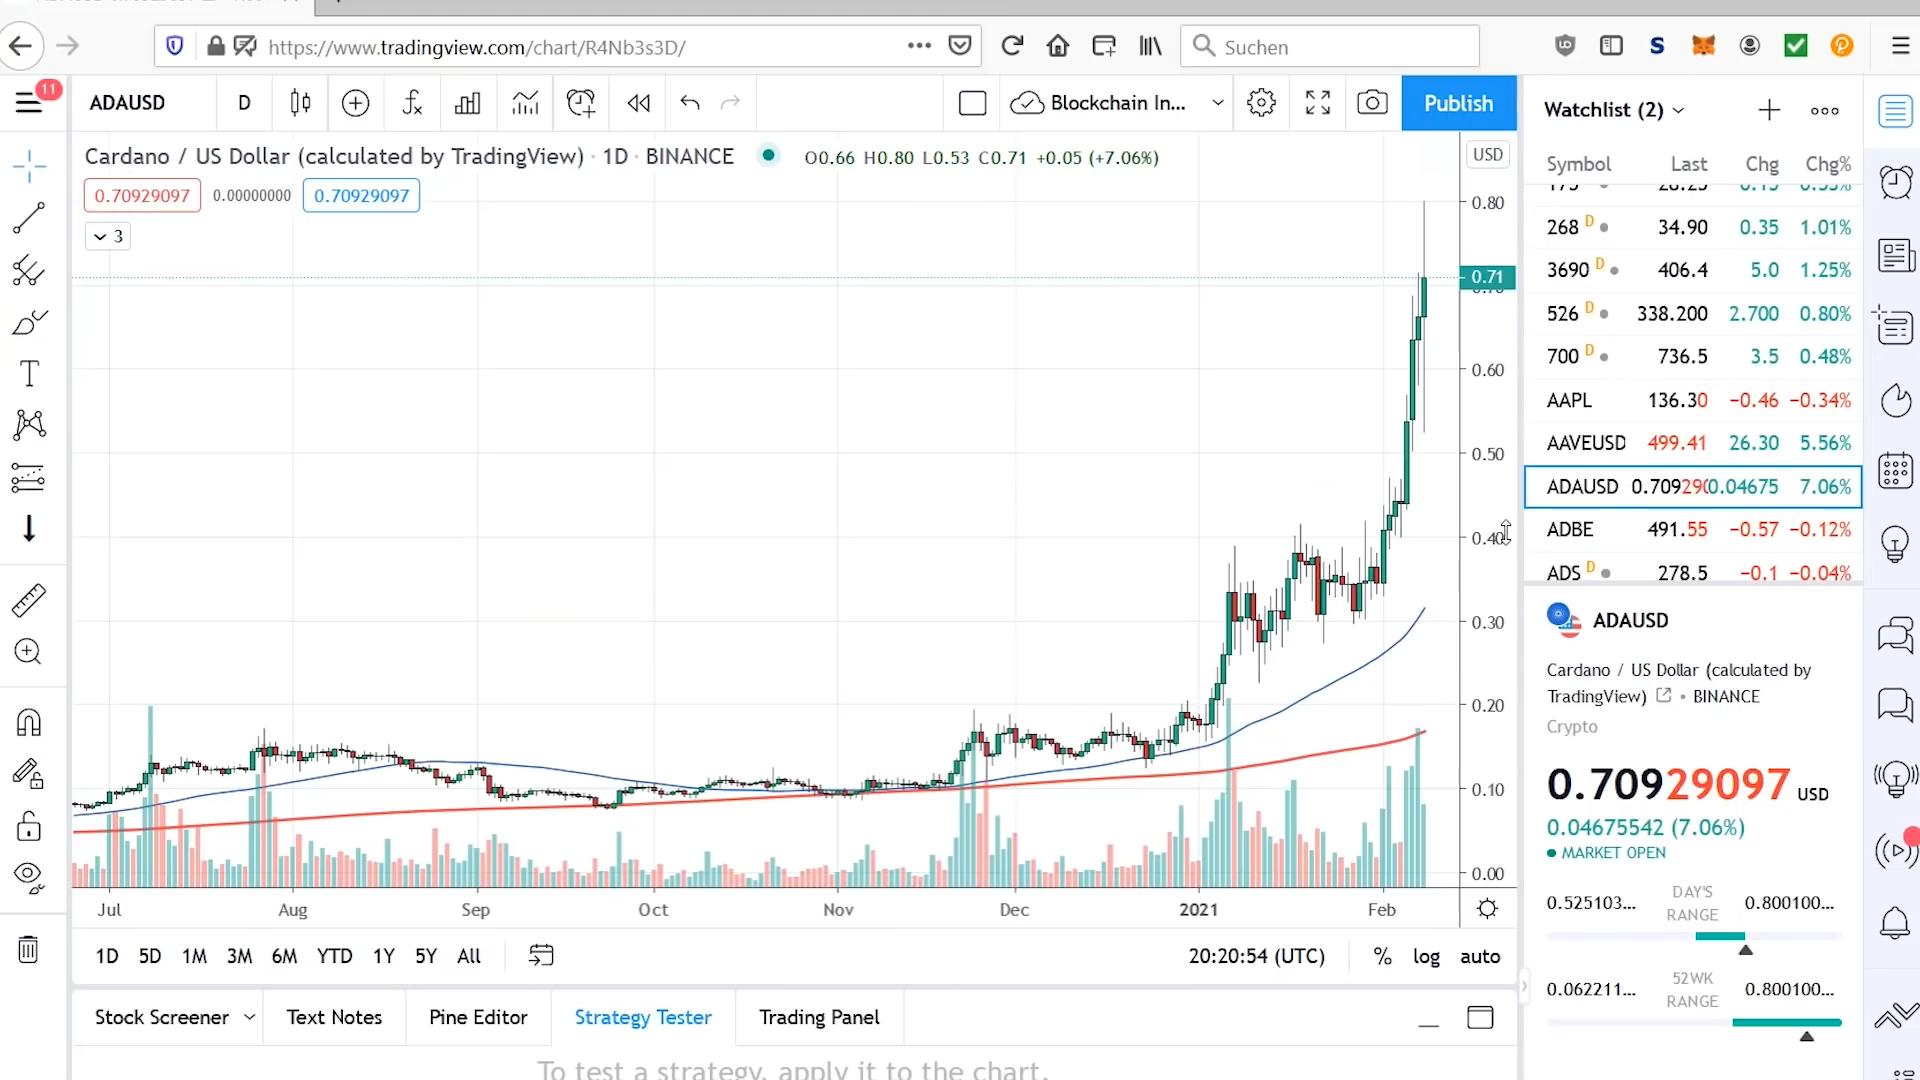 https://www.tradingview.com/chart/R4Nb3s3D/
Suchen
11
ADAUSD D Blockchain In... Publish
Cardano / US Dollar (calculated by TradingView) · 1D · BINANCE O0.66 H0.80 L0.53 C0.71 +0.05 (+7.06%)
0.70929097 0.00000000 0.70929097
3
USD
0.80
0.71
0.60
0.50
0.40
0.30
0.20
0.10
0.00
Jul Aug Sep Oct Nov Dec 2021 Feb
1D 5D 1M 3M 6M YTD 1Y 5Y All 20:20:54 (UTC) % log auto
Stock Screener Text Notes Pine Editor Strategy Tester Trading Panel
To test a strategy, apply it to the chart.
Watchlist (2)
Symbol Last Chg Chg%
268 D 34.90 0.35 1.01%
3690 D 406.4 5.0 1.25%
526 D 338.200 2.700 0.80%
700 D 736.5 3.5 0.48%
AAPL 136.30 −0.46 −0.34%
AAVEUSD 499.41 26.30 5.56%
ADAUSD 0.70929 0.04675 7.06%
ADBE 491.55 −0.57 −0.12%
ADS D 278.5 −0.1 −0.04%
ADAUSD
Cardano / US Dollar (calculated by
TradingView) • BINANCE
Crypto
0.70929097 USD
0.04675542 (7.06%)
MARKET OPEN
0.525103... DAY'S RANGE 0.800100...
0.062211... 52WK RANGE 0.800100...